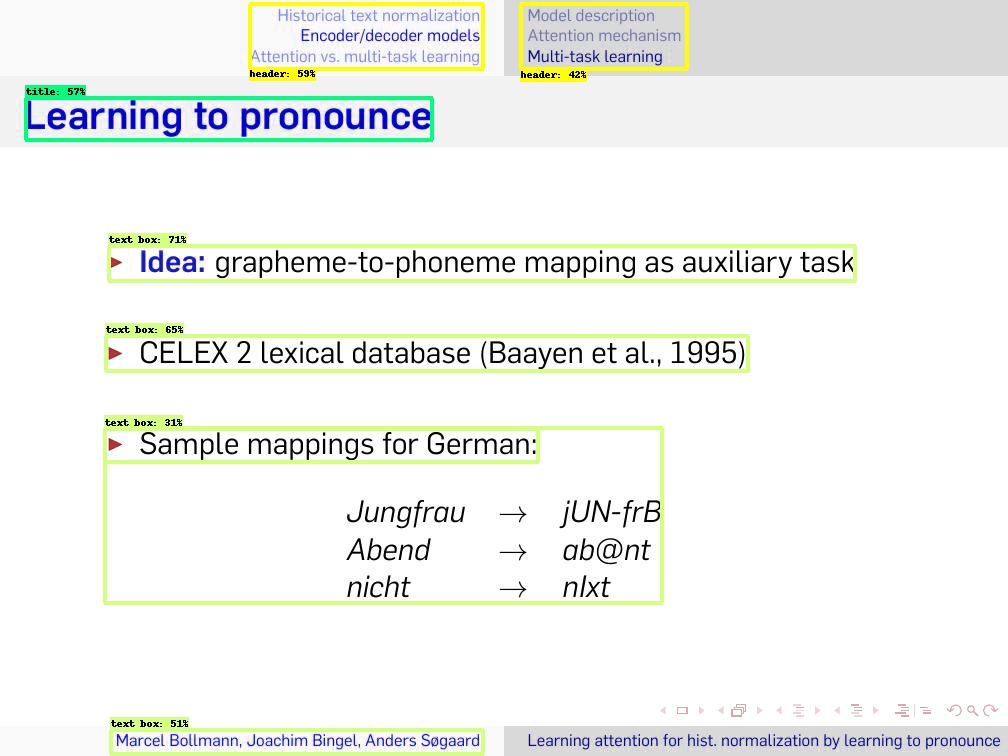 Historical text normalization
Encoder/decoder models
Attention vs. multi-task learning
header: 59%
Model description
Attention mechanism
Multi-task learning
header: 42%
title: 57%
Learning to pronounce
text box: 71%
▶ Idea: grapheme-to-phoneme mapping as auxiliary task
text box: 65%
▶ CELEX 2 lexical database (Baayen et al., 1995)
text box: 31%
▶ Sample mappings for German:
Jungfrau → jUN-frB
Abend → ab@nt
nicht → nIxt
text box: 51%
Marcel Bollmann, Joachim Bingel, Anders Søgaard
Learning attention for hist. normalization by learning to pronounce